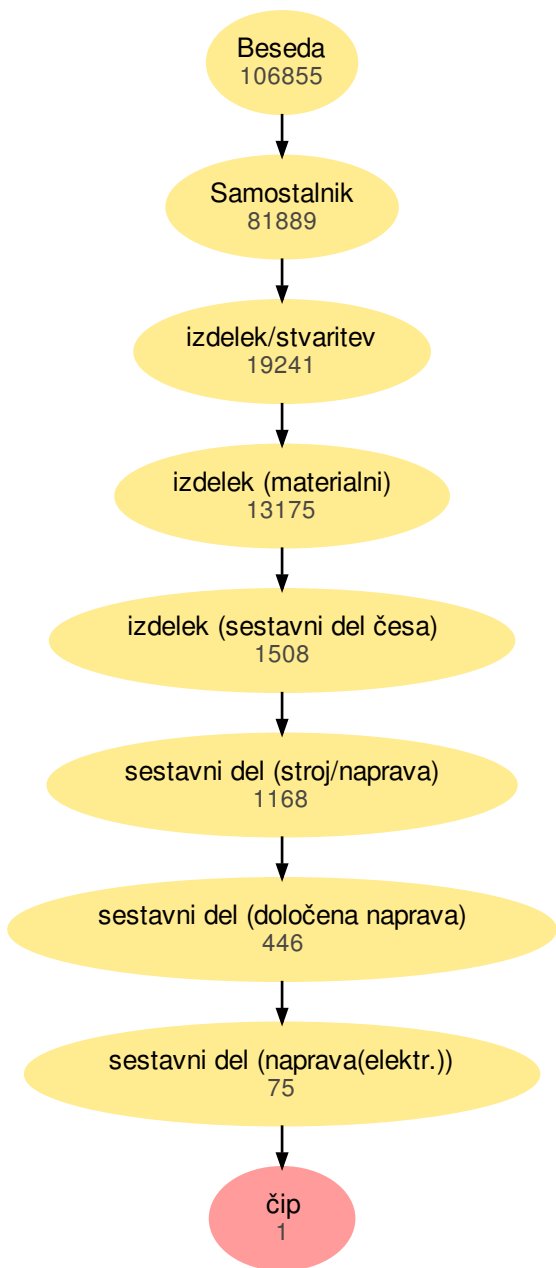 Beseda
106855
Samostalnik
81889
izdelek/stvaritev
19241
izdelek (materialni)
13175
izdelek (sestavni del česa)
1508
sestavni del (stroj/naprava)
1168
sestavni del (določena naprava)
446
sestavni del (naprava(elektr.))
75
čip
1